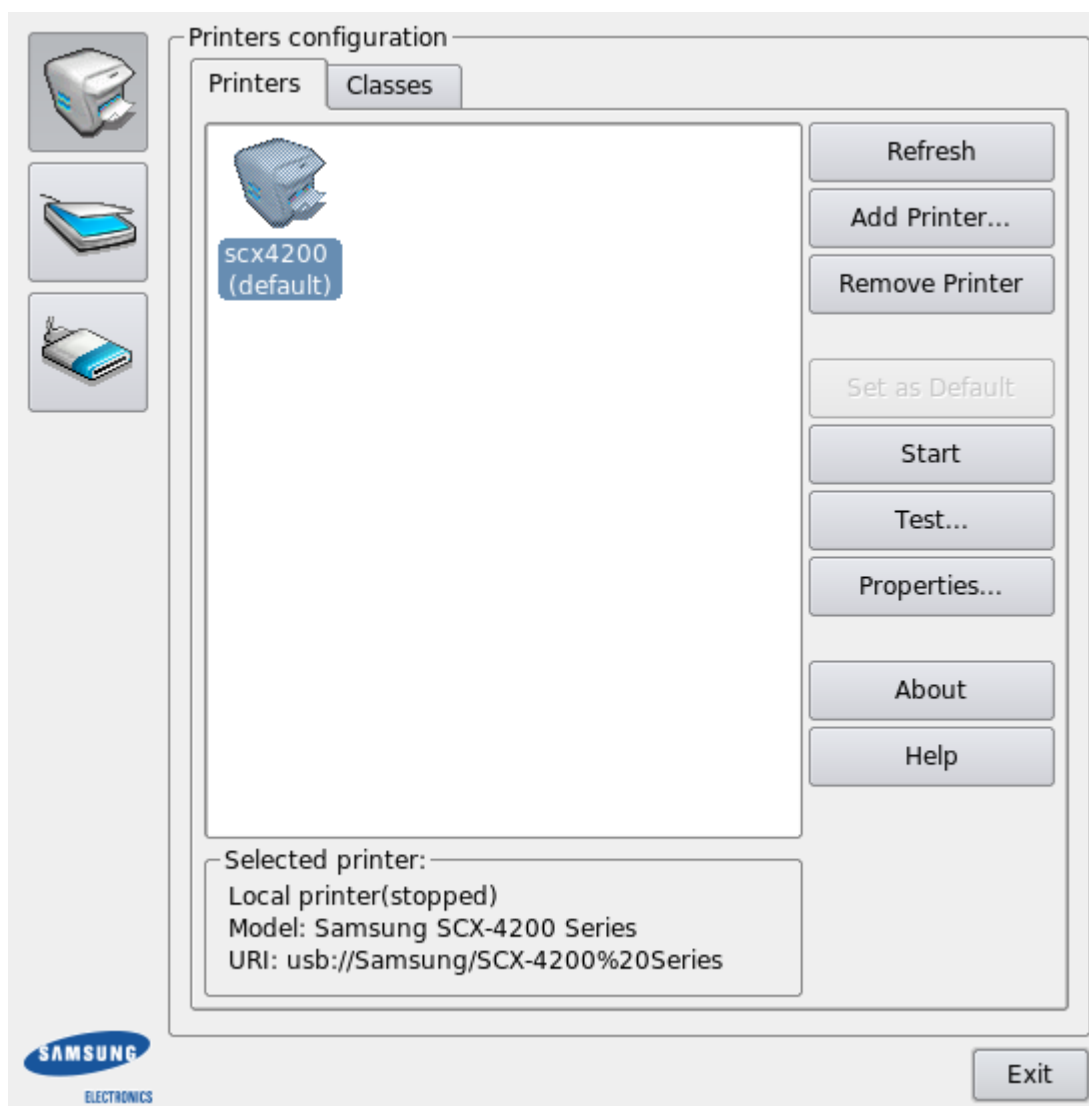 Printers configuration
Printers
Classes
scx4200
(default)
Refresh
Add Printer...
Remove Printer
Set as Default
Start
Test...
Properties...
About
Help
Selected printer:
Local printer(stopped)
Model: Samsung SCX-4200 Series
URI: usb://Samsung/SCX-4200%20Series
SAMSUNG
ELECTRONICS
Exit